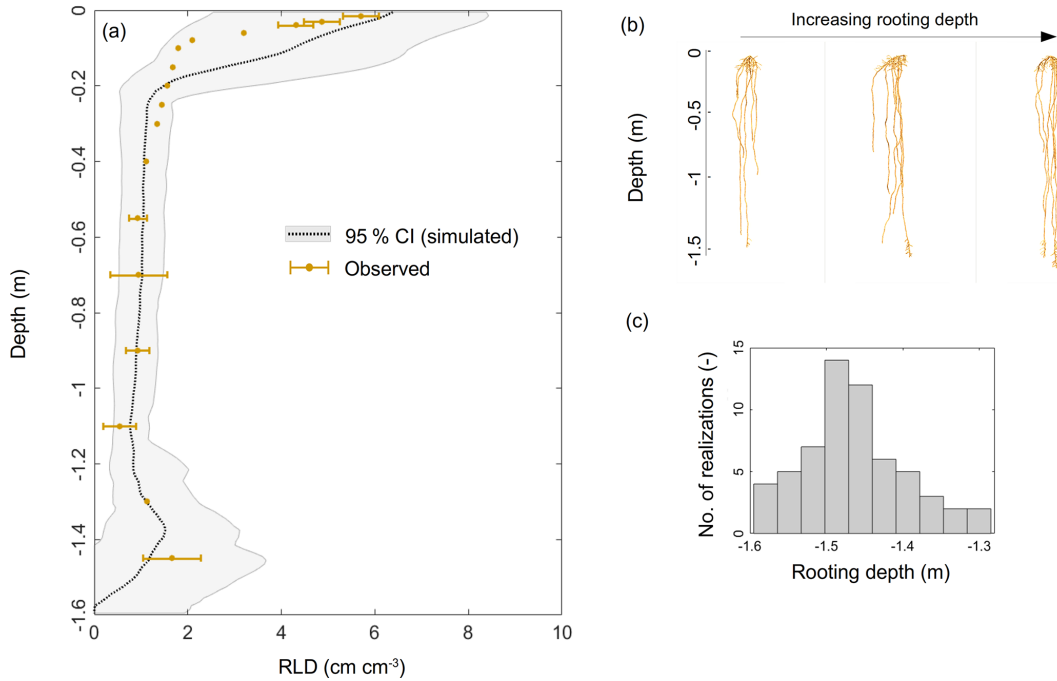 (a)
0
-0.2
-0.4
-0.6
-0.8
-1
-1.2
-1.4
-1.6
Depth (m)
0
2
4
6
8
10
RLD (cm cm⁻³)
95 % CI (simulated)
Observed
(b)
Increasing rooting depth
0
-0.5
-1
-1.5
Depth (m)
(c)
15
10
5
0
No. of realizations (-)
-1.6
-1.5
-1.4
-1.3
Rooting depth (m)